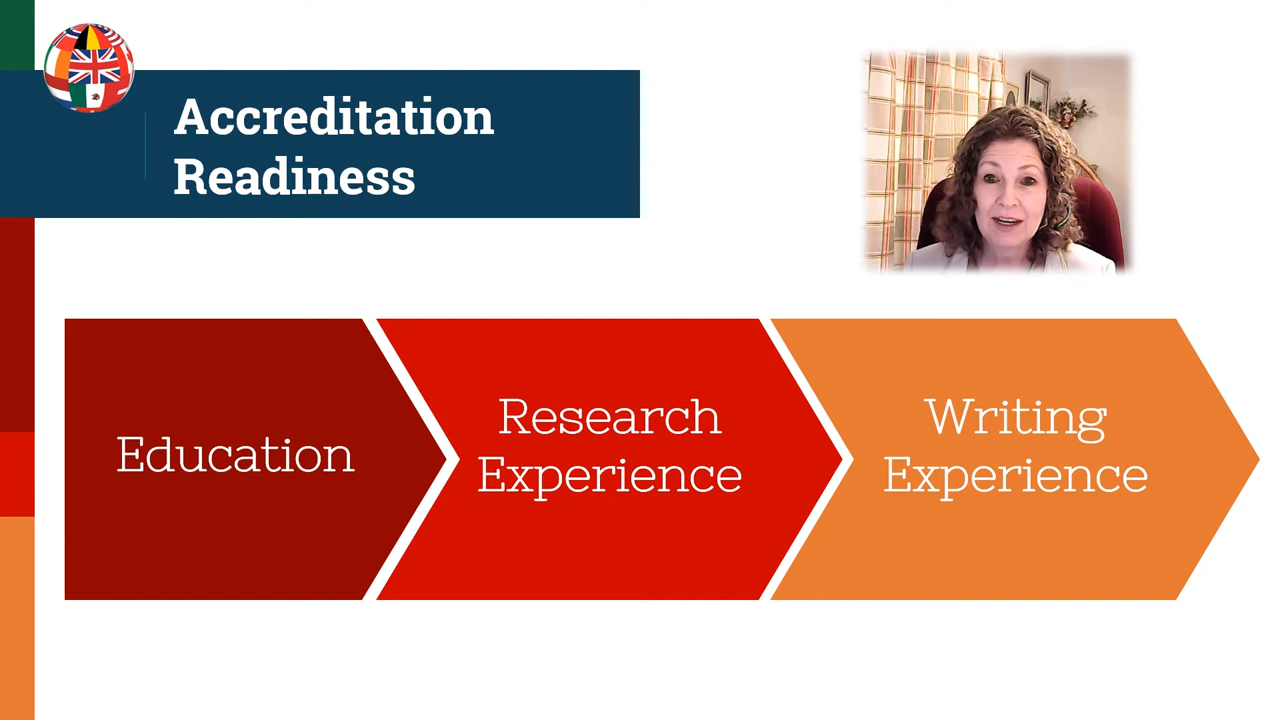 Accreditation
Readiness
Education
Research
Experience
Writing
Experience